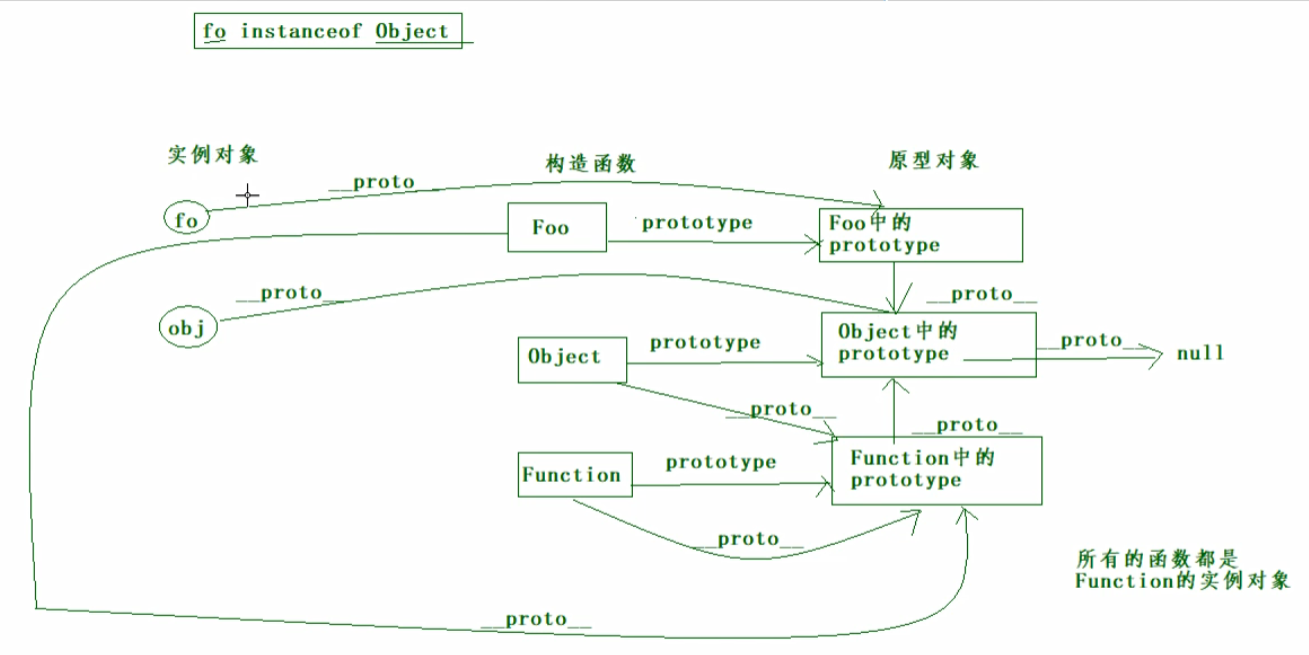 fo instanceof Object
实例对象
构造函数
原型对象
__proto__
fo
Foo
prototype
Foo中的
prototype
__proto__
obj
__proto__
Object
prototype
Object中的
prototype
__proto__
null
__proto__
__proto__
Function
prototype
Function中的
prototype
__proto__
所有的函数都是
Function的实例对象
__proto__